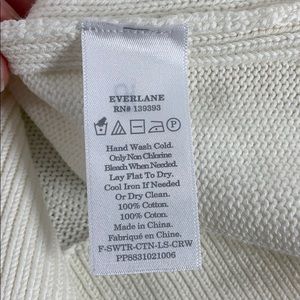 EVERLANE
RN# 139393
P
Hand Wash Cold.
Only Non Chlorine
Bleach When Needed.
Lay Flat To Dry.
Cool Iron If Needed
Or Dry Clean.
100% Cotton.
100% Coton.
Made in China.
Fabriqué en Chine.
F-SWTR-CTN-LS-CRW
PP8831021006